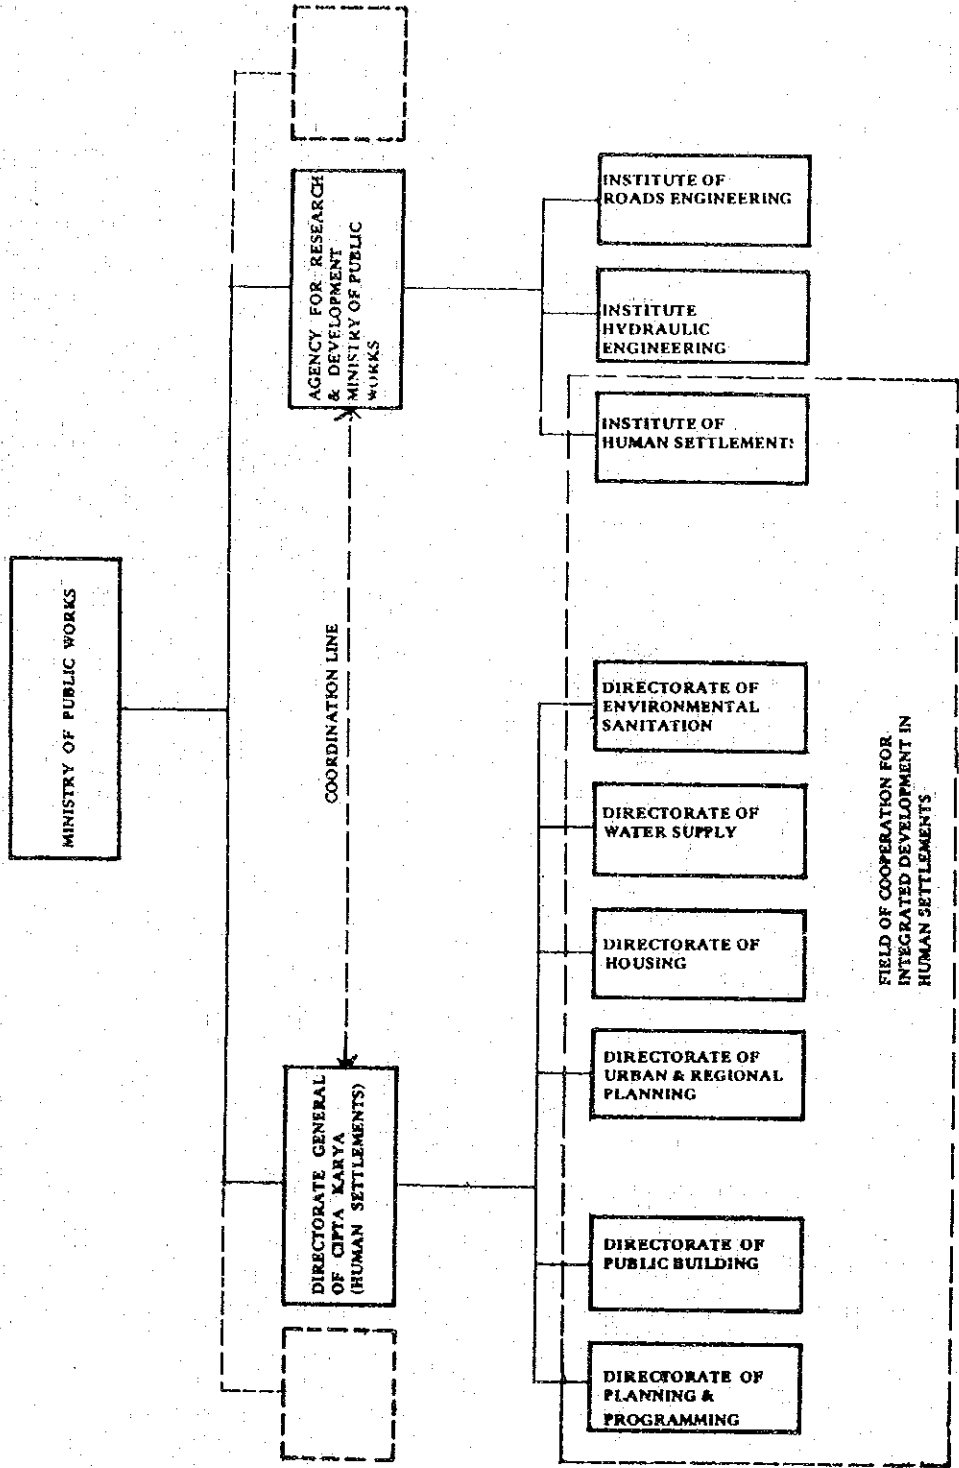 MINISTRY OF PUBLIC WORKS
COORDINATION LINE
DIRECTORATE GENERAL
OF CIPTA KARYA
(HUMAN SETTLEMENTS)
AGENCY FOR RESEARCH
& DEVELOPMENT
MINISTRY OF PUBLIC
WORKS
DIRECTORATE OF
PLANNING &
PROGRAMMING
DIRECTORATE OF
PUBLIC BUILDING
DIRECTORATE OF
URBAN & REGIONAL
PLANNING
DIRECTORATE OF
HOUSING
DIRECTORATE OF
WATER SUPPLY
DIRECTORATE OF
ENVIRONMENTAL
SANITATION
INSTITUTE OF
HUMAN SETTLEMENTS
INSTITUTE
HYDRAULIC
ENGINEERING
INSTITUTE OF
ROADS ENGINEERING
FIELD OF COOPERATION FOR
INTEGRATED DEVELOPMENT IN
HUMAN SETTLEMENTS